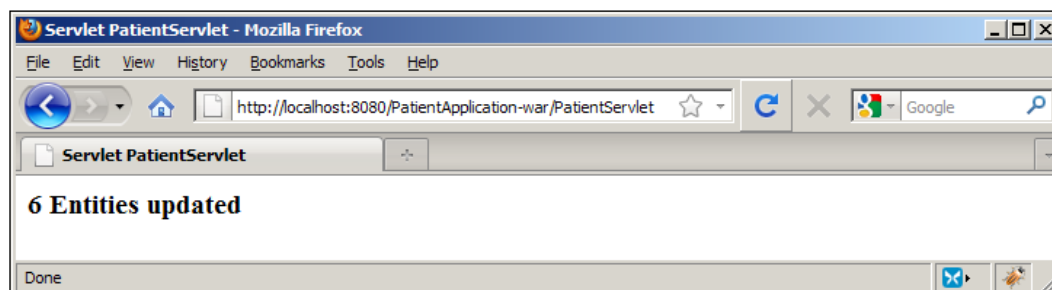 Servlet PatientServlet - Mozilla Firefox
File Edit View History Bookmarks Tools Help
http://localhost:8080/PatientApplication-war/PatientServlet Google
Servlet PatientServlet
6 Entities updated
Done